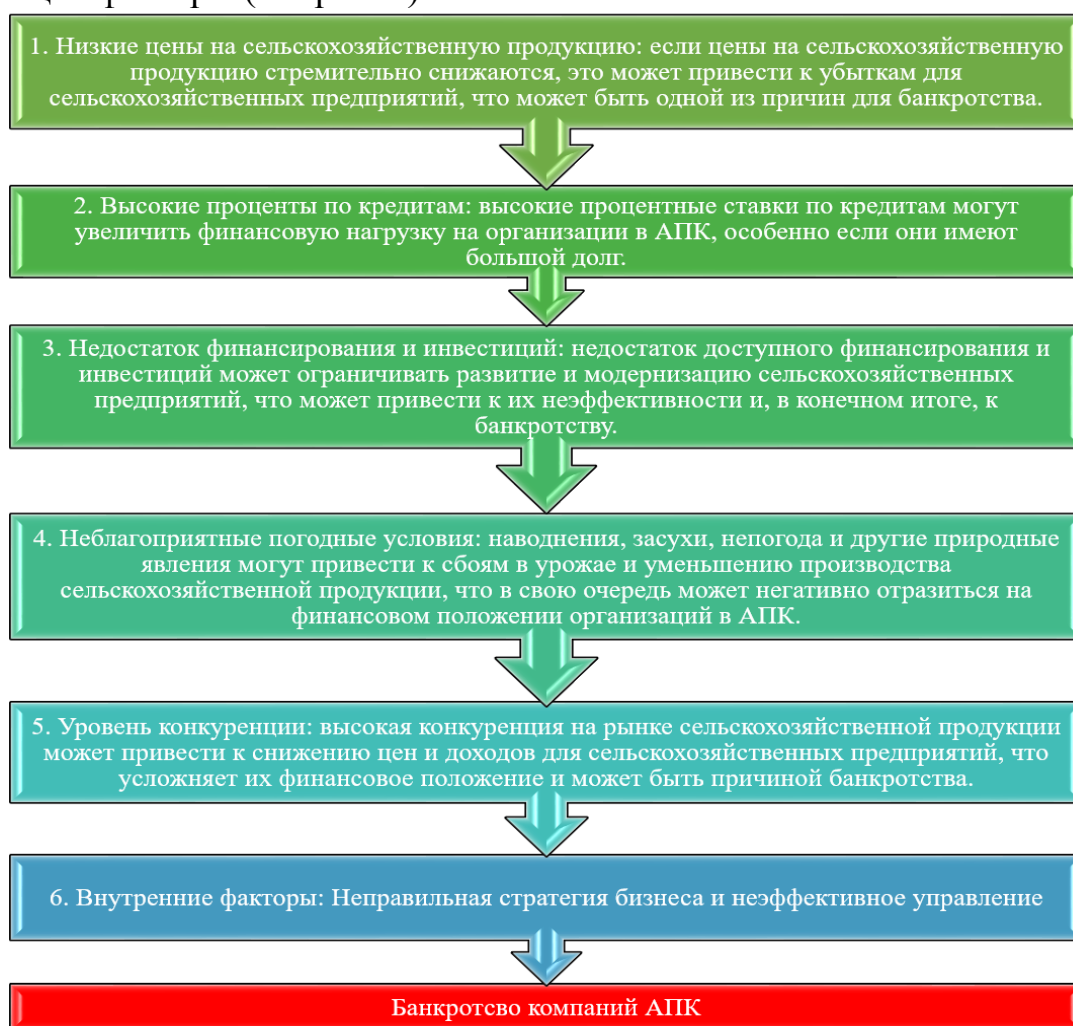 1. Низкие цены на сельскохозяйственную продукцию: если цены на сельскохозяйственную
продукцию стремительно снижаются, это может привести к убыткам для
сельскохозяйственных предприятий, что может быть одной из причин для банкротства.
2. Высокие проценты по кредитам: высокие процентные ставки по кредитам могут
увеличить финансовую нагрузку на организации в АПК, особенно если они имеют
большой долг.
3. Недостаток финансирования и инвестиций: недостаток доступного финансирования и
инвестиций может ограничивать развитие и модернизацию сельскохозяйственных
предприятий, что может привести к их неэффективности и, в конечном итоге, к
банкротству.
4. Неблагоприятные погодные условия: наводнения, засухи, непогода и другие природные
явления могут привести к сбоям в урожае и уменьшению производства
сельскохозяйственной продукции, что в свою очередь может негативно отразиться на
финансовом положении организаций в АПК.
5. Уровень конкуренции: высокая конкуренция на рынке сельскохозяйственной продукции
может привести к снижению цен и доходов для сельскохозяйственных предприятий, что
усложняет их финансовое положение и может быть причиной банкротства.
6. Внутренние факторы: Неправильная стратегия бизнеса и неэффективное управление
Банкротсво компаний АПК